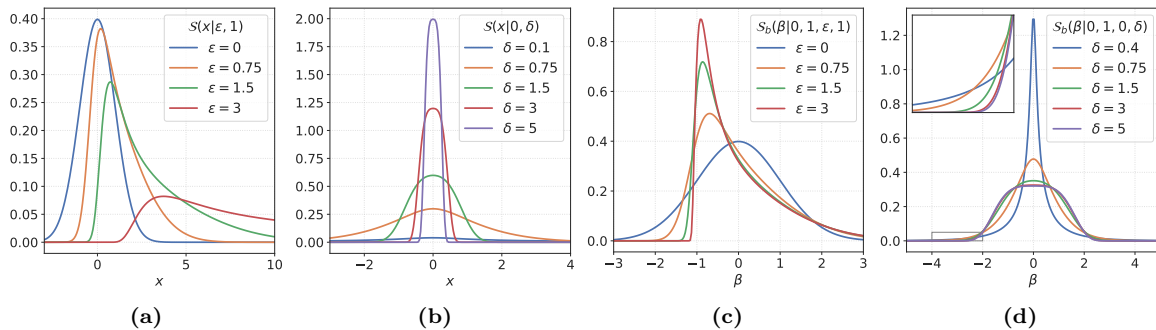 S(x|ε, 1)
ε = 0
ε = 0.75
ε = 1.5
ε = 3
0.40
0.35
0.30
0.25
0.20
0.15
0.10
0.05
0.00
0
5
10
x
(a)
S(x|0, δ)
δ = 0.1
δ = 0.75
δ = 1.5
δ = 3
δ = 5
2.00
1.75
1.50
1.25
1.00
0.75
0.50
0.25
0.00
−2
0
2
4
x
(b)
S_b(β|0, 1, ε, 1)
ε = 0
ε = 0.75
ε = 1.5
ε = 3
0.8
0.6
0.4
0.2
0.0
−3
−2
−1
0
1
2
3
β
(c)
S_b(β|0, 1, 0, δ)
δ = 0.4
δ = 0.75
δ = 1.5
δ = 3
δ = 5
1.2
1.0
0.8
0.6
0.4
0.2
0.0
−4
−2
0
2
4
β
(d)